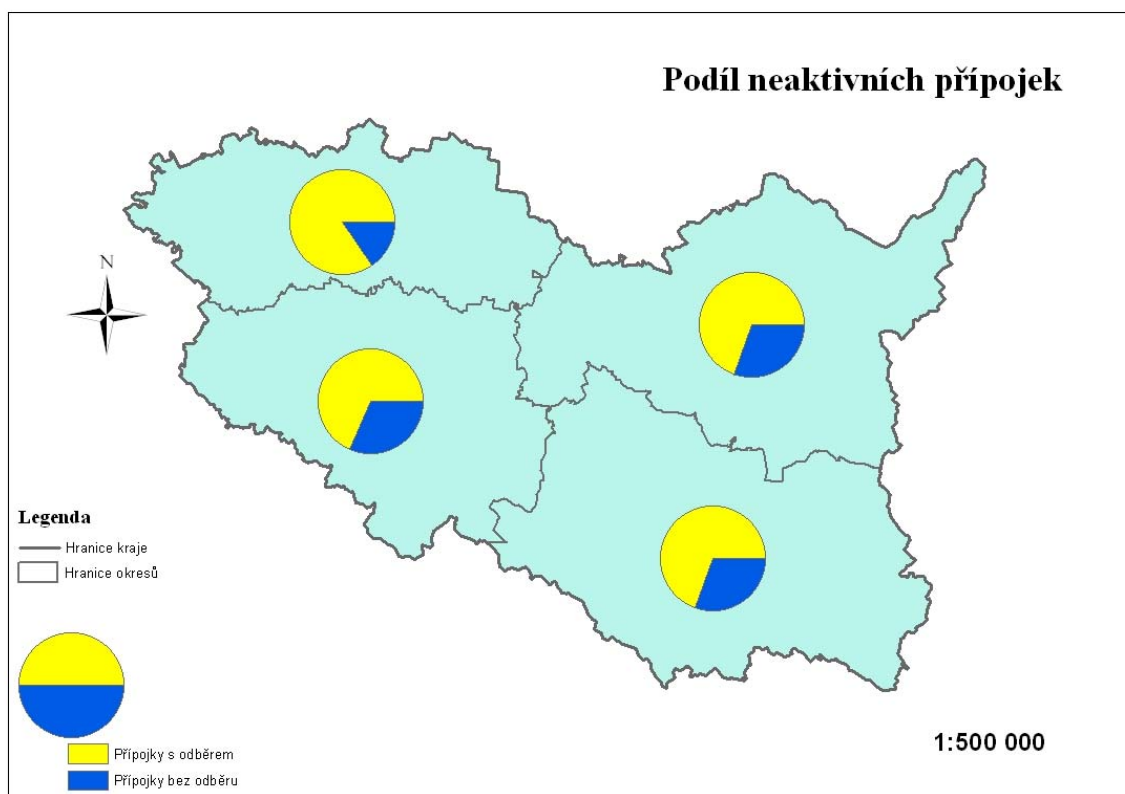 Podíl neaktivních přípojek
N
Legenda
Hranice kraje
Hranice okresů
Přípojky s odběrem
Přípojky bez odběru
1:500 000